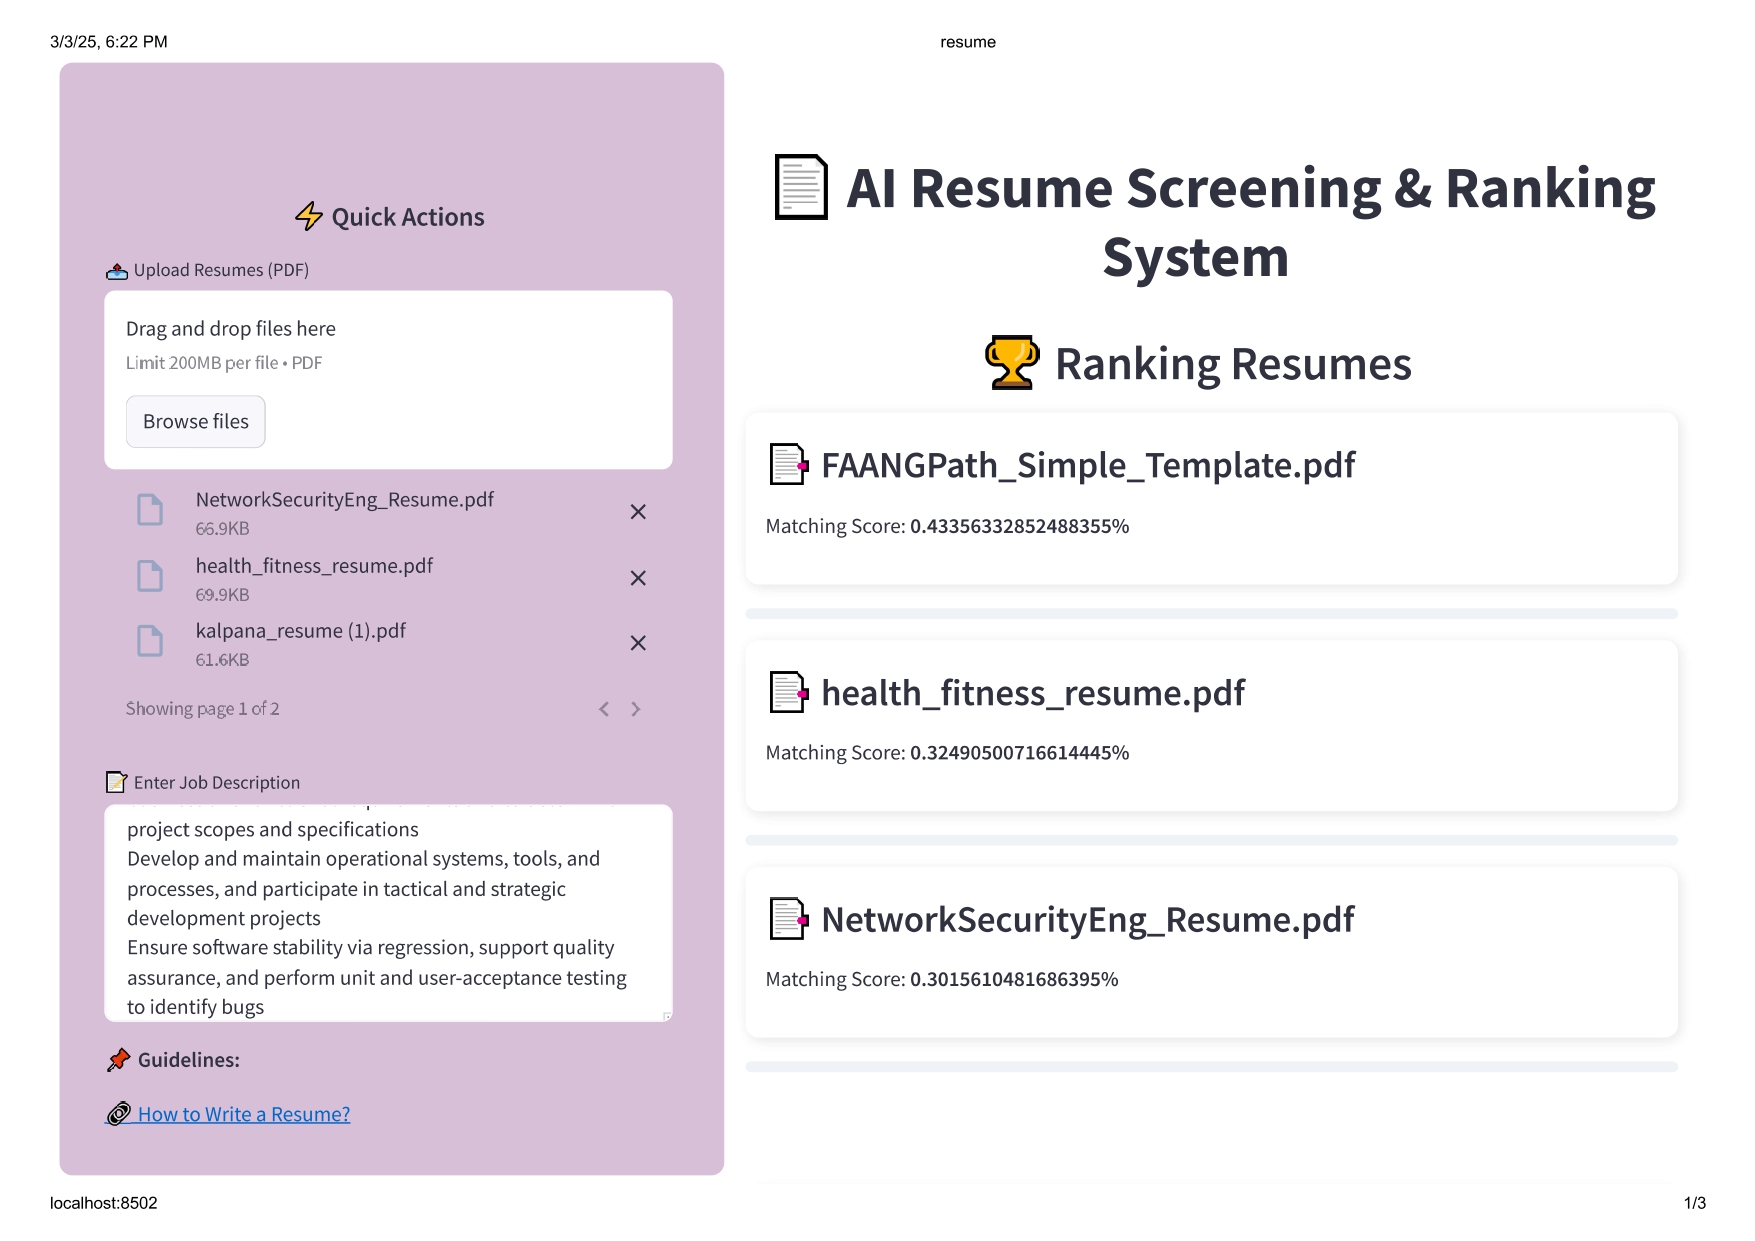 3/3/25, 6:22 PM
resume
Quick Actions
Upload Resumes (PDF)
Drag and drop files here
Limit 200MB per file • PDF
Browse files
NetworkSecurityEng_Resume.pdf
66.9KB
health_fitness_resume.pdf
69.9KB
kalpana_resume (1).pdf
61.6KB
Showing page 1 of 2
Enter Job Description
project scopes and specifications
Develop and maintain operational systems, tools, and
processes, and participate in tactical and strategic
development projects
Ensure software stability via regression, support quality
assurance, and perform unit and user-acceptance testing
to identify bugs
Guidelines:
How to Write a Resume?
AI Resume Screening & Ranking
System
Ranking Resumes
FAANGPath_Simple_Template.pdf
Matching Score: 0.43356332852488355%
health_fitness_resume.pdf
Matching Score: 0.32490500716614445%
NetworkSecurityEng_Resume.pdf
Matching Score: 0.3015610481686395%
localhost:8502
1/3